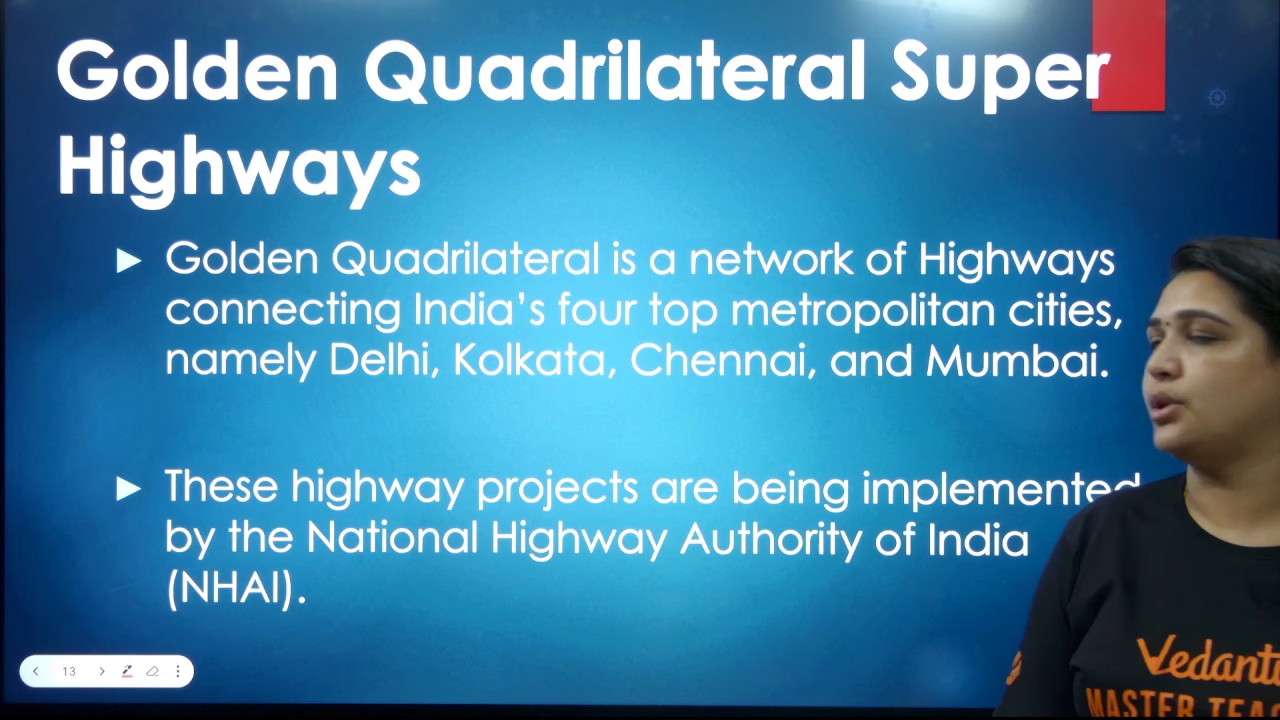 Golden Quadrilateral Super
Highways
Golden Quadrilateral is a network of Highways
connecting India's four top metropolitan cities,
namely Delhi, Kolkata, Chennai, and Mumbai.
These highway projects are being implemented
by the National Highway Authority of India
(NHAI).
13
Vedant
MASTER TEAC